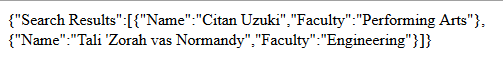 {"Search Results":[{"Name":"Citan Uzuki","Faculty":"Performing Arts"},
{"Name":"Tali 'Zorah vas Normandy","Faculty":"Engineering"}]}